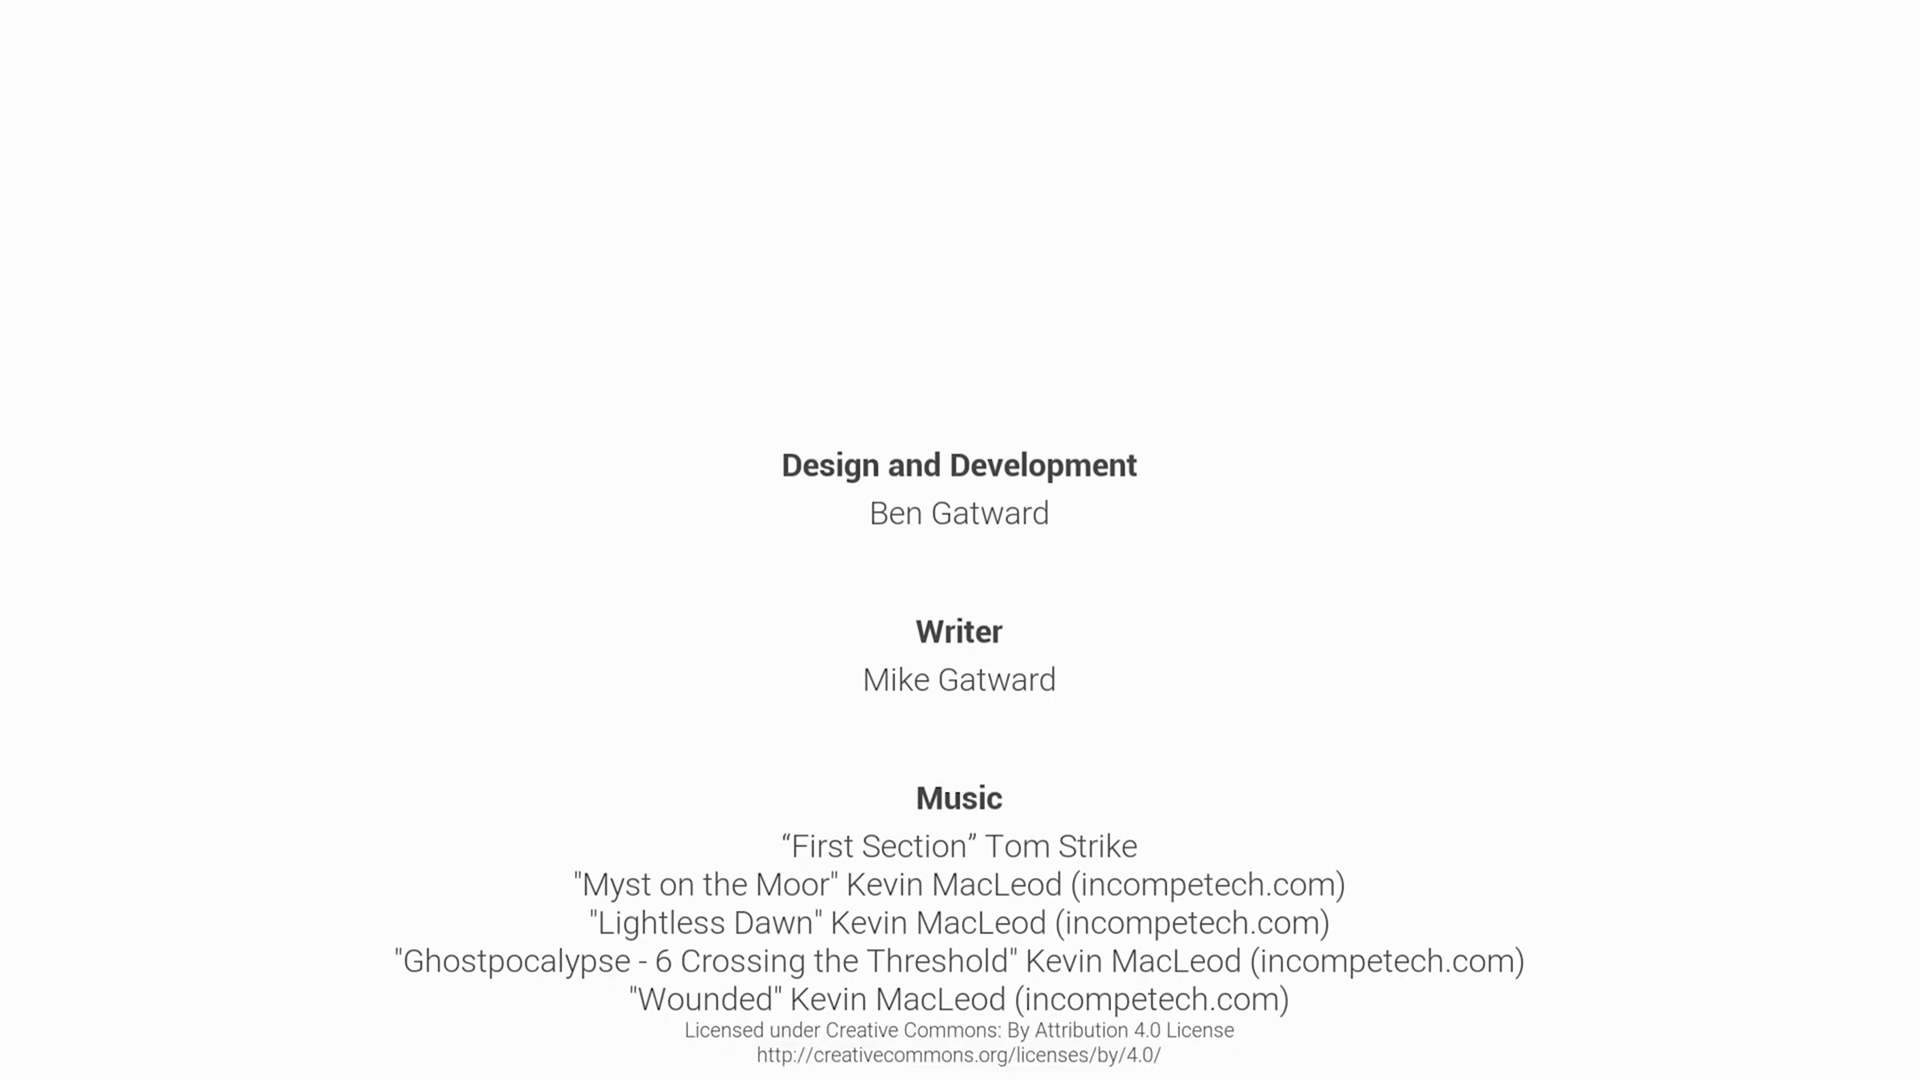 Design and Development
Ben Gatward
Writer
Mike Gatward
Music
“First Section” Tom Strike
"Myst on the Moor" Kevin MacLeod (incompetech.com)
"Lightless Dawn" Kevin MacLeod (incompetech.com)
"Ghostpocalypse - 6 Crossing the Threshold" Kevin MacLeod (incompetech.com)
"Wounded" Kevin MacLeod (incompetech.com)
Licensed under Creative Commons: By Attribution 4.0 License
http://creativecommons.org/licenses/by/4.0/